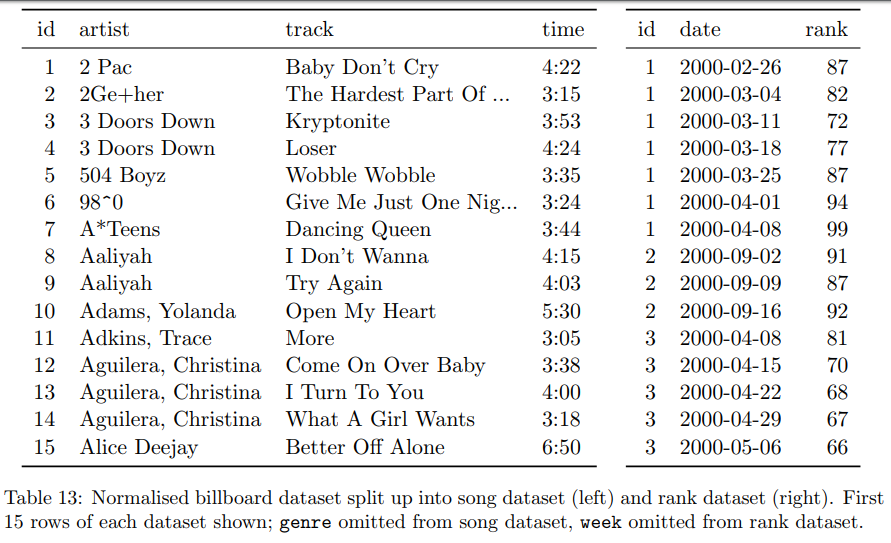 id artist track time id date rank
1 2 Pac Baby Don't Cry 4:22 1 2000-02-26 87
2 2Ge+her The Hardest Part Of ... 3:15 1 2000-03-04 82
3 3 Doors Down Kryptonite 3:53 1 2000-03-11 72
4 3 Doors Down Loser 4:24 1 2000-03-18 77
5 504 Boyz Wobble Wobble 3:35 1 2000-03-25 87
6 98^0 Give Me Just One Nig... 3:24 1 2000-04-01 94
7 A*Teens Dancing Queen 3:44 1 2000-04-08 99
8 Aaliyah I Don't Wanna 4:15 2 2000-09-02 91
9 Aaliyah Try Again 4:03 2 2000-09-09 87
10 Adams, Yolanda Open My Heart 5:30 2 2000-09-16 92
11 Adkins, Trace More 3:05 3 2000-04-08 81
12 Aguilera, Christina Come On Over Baby 3:38 3 2000-04-15 70
13 Aguilera, Christina I Turn To You 4:00 3 2000-04-22 68
14 Aguilera, Christina What A Girl Wants 3:18 3 2000-04-29 67
15 Alice Deejay Better Off Alone 6:50 3 2000-05-06 66
Table 13: Normalised billboard dataset split up into song dataset (left) and rank dataset (right). First
15 rows of each dataset shown; genre omitted from song dataset, week omitted from rank dataset.